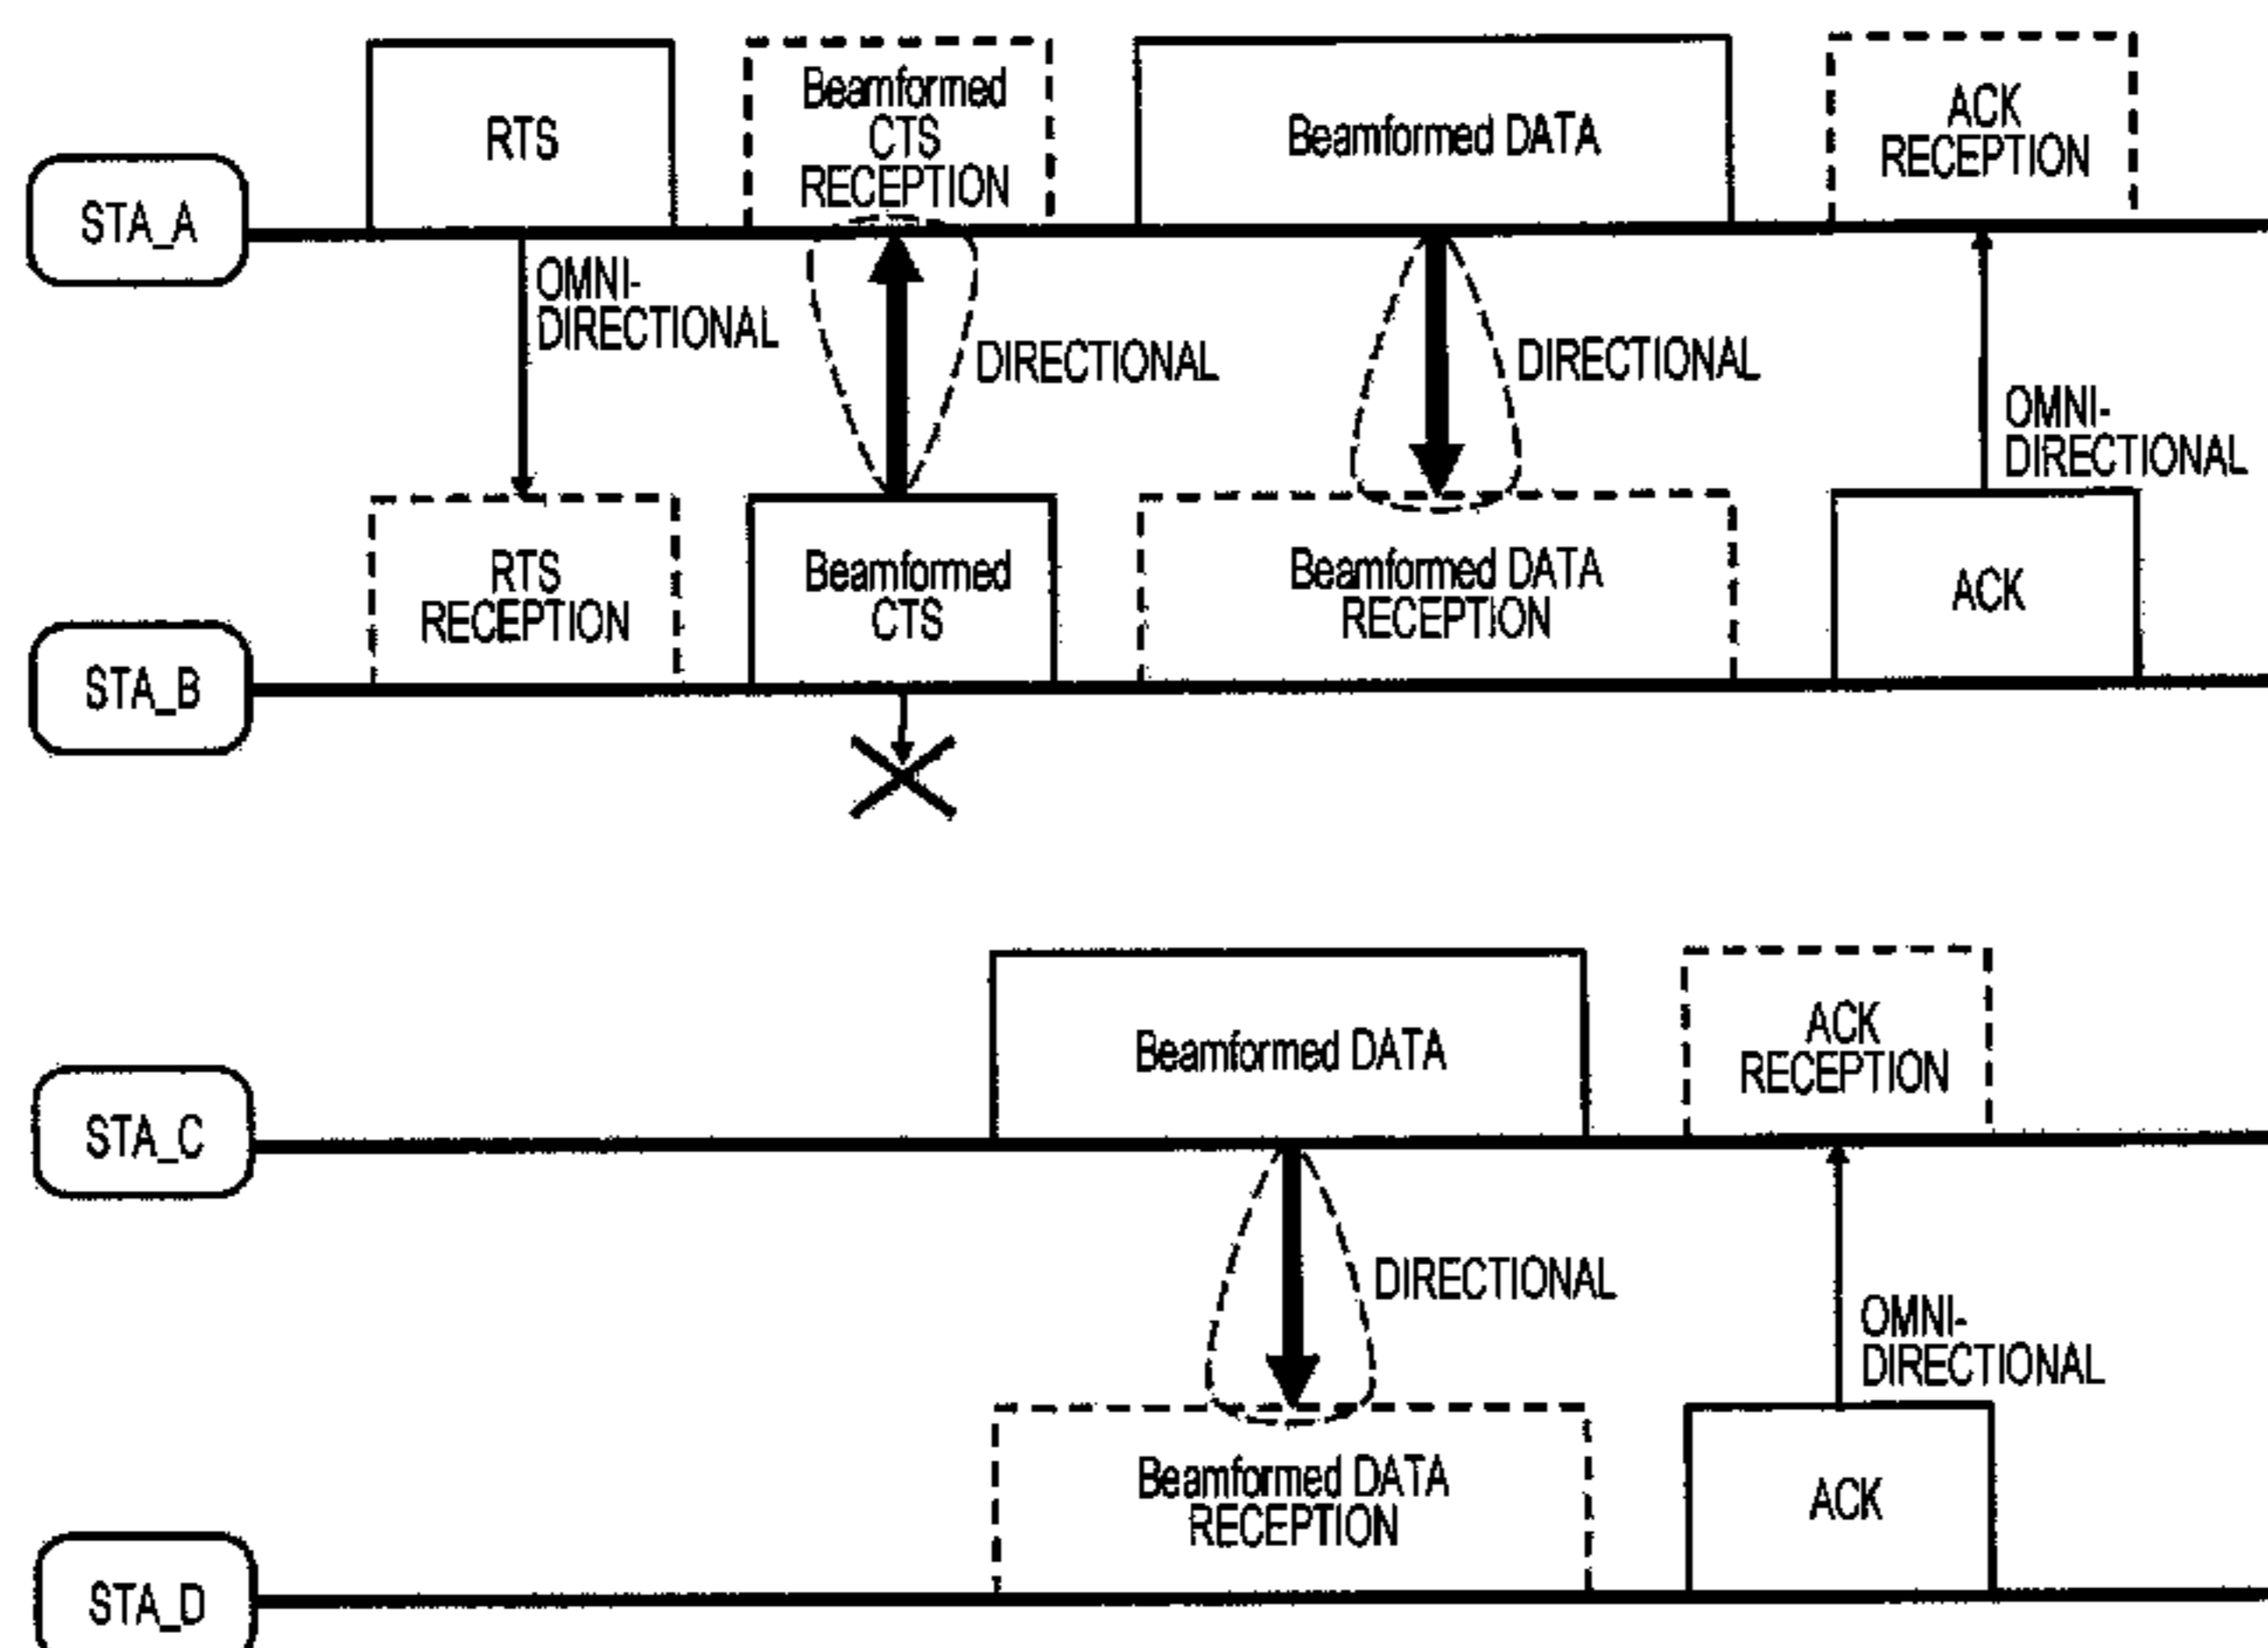 RTS
Beamformed
CTS
RECEPTION
Beamformed DATA
ACK
RECEPTION
STA_A
OMNI-
DIRECTIONAL
DIRECTIONAL
DIRECTIONAL
OMNI-
DIRECTIONAL
RTS
RECEPTION
Beamformed
CTS
Beamformed DATA
RECEPTION
ACK
STA_B
Beamformed DATA
ACK
RECEPTION
STA_C
DIRECTIONAL
OMNI-
DIRECTIONAL
Beamformed DATA
RECEPTION
ACK
STA_D